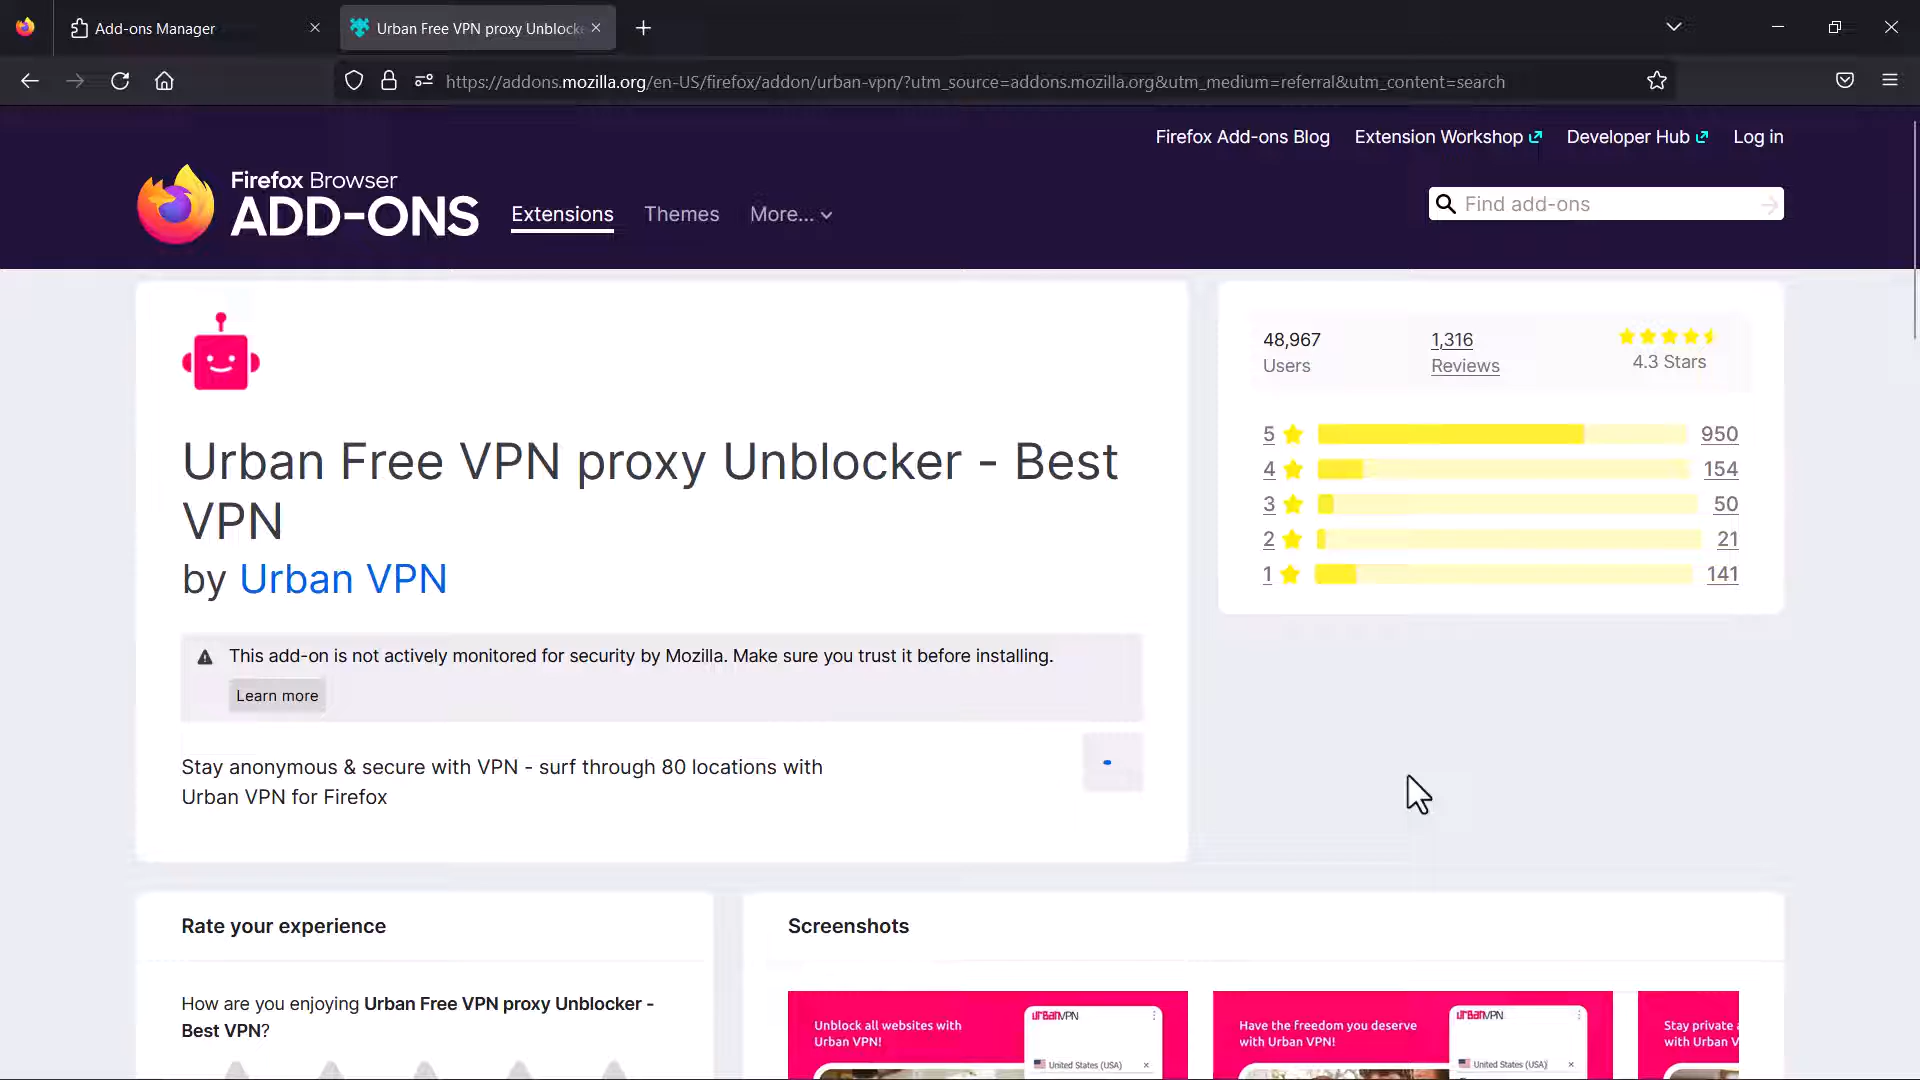 Add-ons Manager
Urban Free VPN proxy Unblock
https://addons.mozilla.org/en-US/firefox/addon/urban-vpn/?utm_source=addons.mozilla.org&utm_medium=referral&utm_content=search
Firefox Add-ons Blog
Extension Workshop
Developer Hub
Log in
Firefox Browser
ADD-ONS
Extensions
Themes
More...
Find add-ons
Urban Free VPN proxy Unblocker - Best
VPN
by Urban VPN
This add-on is not actively monitored for security by Mozilla. Make sure you trust it before installing.
Learn more
Stay anonymous & secure with VPN - surf through 80 locations with
Urban VPN for Firefox
48,967
Users
1,316
Reviews
4.3 Stars
5 950
4 154
3 50
2 21
1 141
Rate your experience
How are you enjoying Urban Free VPN proxy Unblocker -
Best VPN?
Screenshots
Unblock all websites with
Urban VPN!
urbanVPN
United States (USA)
Have the freedom you deserve
with Urban VPN!
urbanVPN
United States (USA)
Stay private
with Urban V